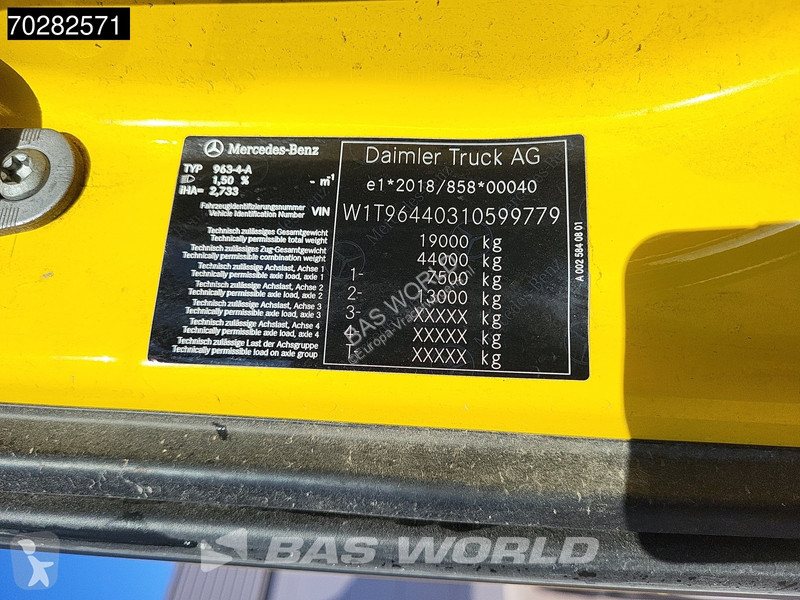 70282571
Mercedes-Benz
TYP 963-4-A
1,50 % - m⁻¹
IHA= 2,733
Fahrzeugidentifizierungsnummer
Vehicle Identification Number VIN
Technisch zulässiges Gesamtgewicht
Technically permissible total weight
Technisch zulässiges Zug-Gesamtgewicht
Technically permissible combination weight
Technisch zulässige Achslast, Achse 1
Technically permissible axle load, axle 1
Technisch zulässige Achslast, Achse 2
Technically permissible axle load, axle 2
Technisch zulässige Achslast, Achse 3
Technically permissible axle load, axle 3
Technisch zulässige Achslast, Achse 4
Technically permissible axle load, axle 4
Technisch zulässige Last der Achsgruppe
Technically permissible load on axle group
Daimler Truck AG
e1*2018/858*00040
W1T96440310599779
19000 kg
44000 kg
1- 7500 kg
2- 13000 kg
3- XXXXX kg
4- XXXXX kg
T- XXXXX kg
A 002 584 08 01
BAS WORLD
BAS WORLD